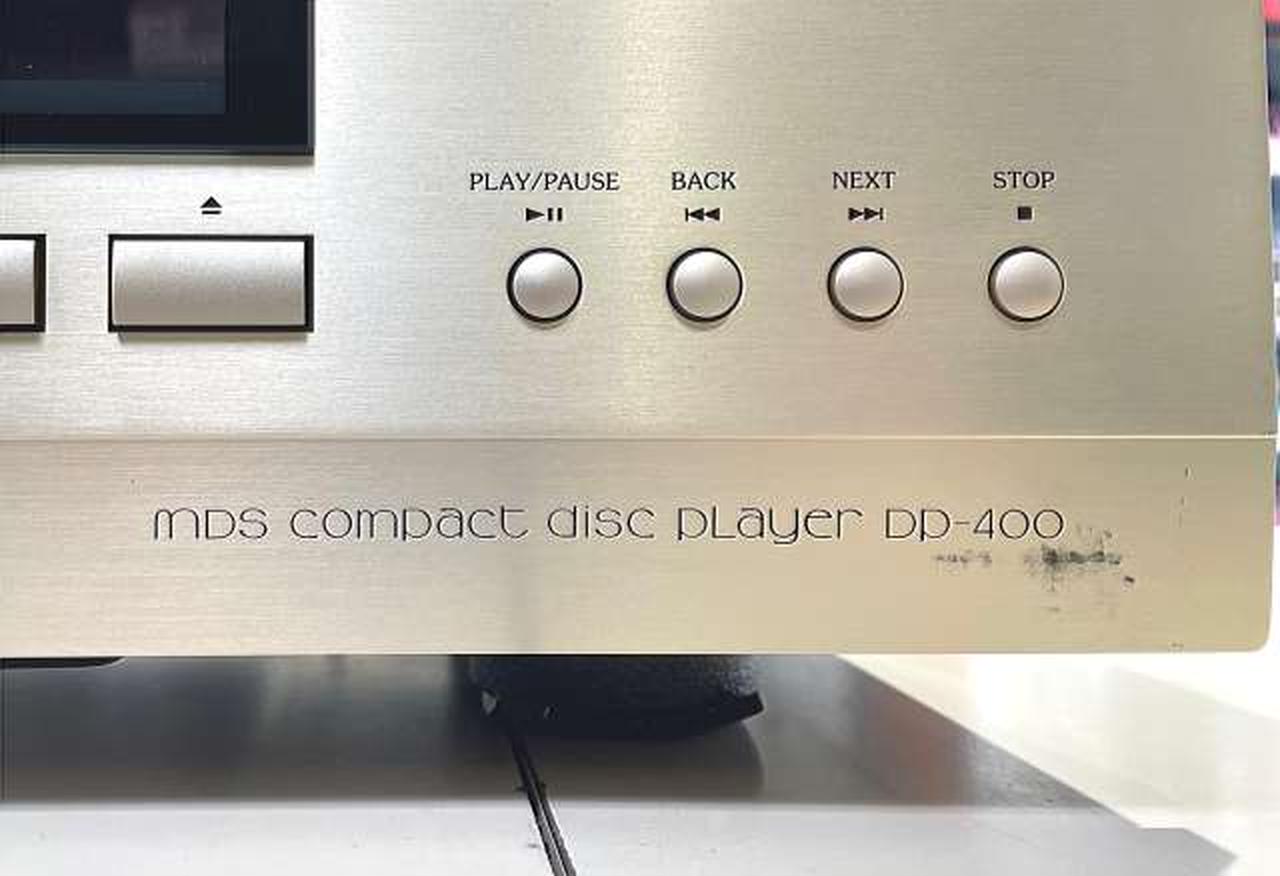 PLAY/PAUSE BACK NEXT STOP
MDS compact disc player DP-400